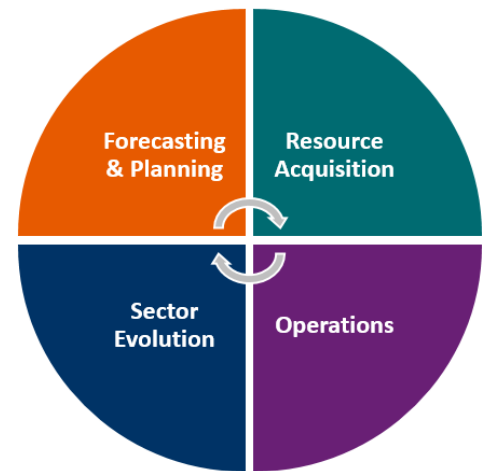 Forecasting
& Planning
Resource
Acquisition
Sector
Evolution
Operations